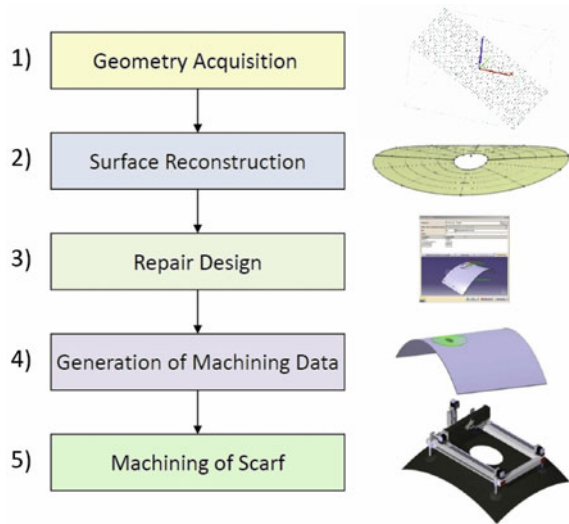 1) Geometry Acquisition
2) Surface Reconstruction
3) Repair Design
4) Generation of Machining Data
5) Machining of Scarf